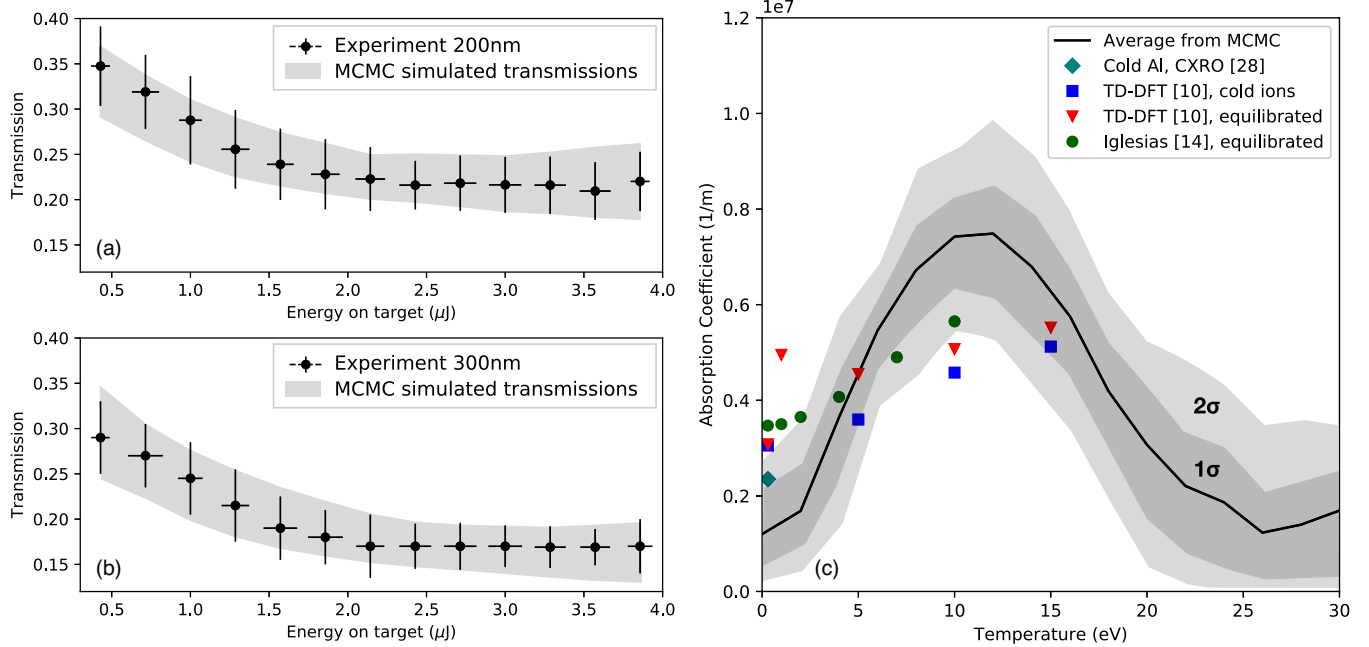 0.40
0.35
0.30
0.25
0.20
0.15
Transmission
Experiment 200nm
MCMC simulated transmissions
(a)
0.5 1.0 1.5 2.0 2.5 3.0 3.5 4.0
Energy on target (μJ)
0.40
0.35
0.30
0.25
0.20
0.15
Transmission
Experiment 300nm
MCMC simulated transmissions
(b)
0.5 1.0 1.5 2.0 2.5 3.0 3.5 4.0
Energy on target (μJ)
1e7
1.2
1.0
0.8
0.6
0.4
0.2
0.0
Absorption Coefficient (1/m)
Average from MCMC
Cold Al, CXRO [28]
TD-DFT [10], cold ions
TD-DFT [10], equilibrated
Iglesias [14], equilibrated
2σ
1σ
(c)
0 5 10 15 20 25 30
Temperature (eV)